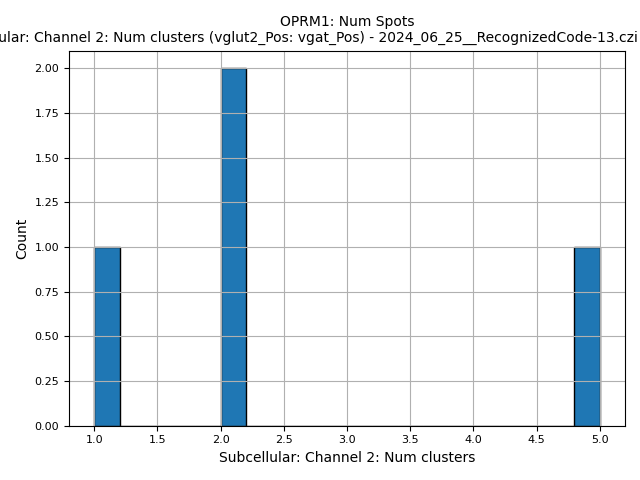 OPRM1: Num Spots
ular: Channel 2: Num clusters (vglut2_Pos: vgat_Pos) - 2024_06_25__RecognizedCode-13.czi
2.00
1.75
1.50
1.25
1.00
0.75
0.50
0.25
0.00
Count
1.0 1.5 2.0 2.5 3.0 3.5 4.0 4.5 5.0
Subcellular: Channel 2: Num clusters